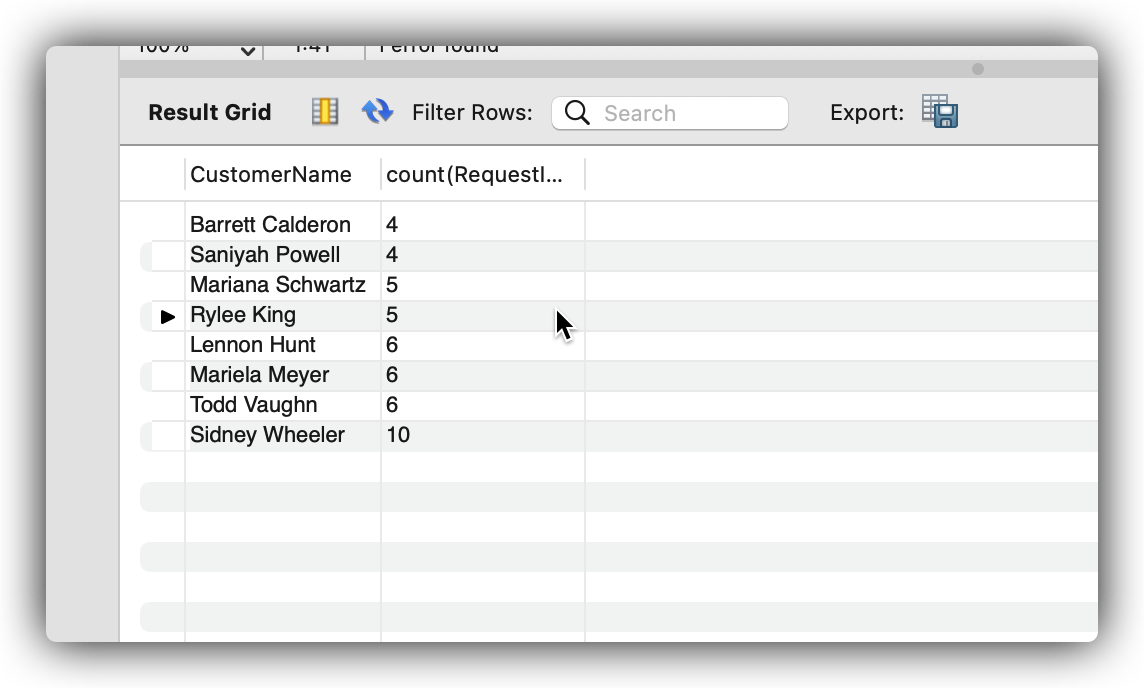 100% 1:41 1 error found
Result Grid Filter Rows: Search Export:
CustomerName count(RequestI...
Barrett Calderon 4
Saniyah Powell 4
Mariana Schwartz 5
Rylee King 5
Lennon Hunt 6
Mariela Meyer 6
Todd Vaughn 6
Sidney Wheeler 10